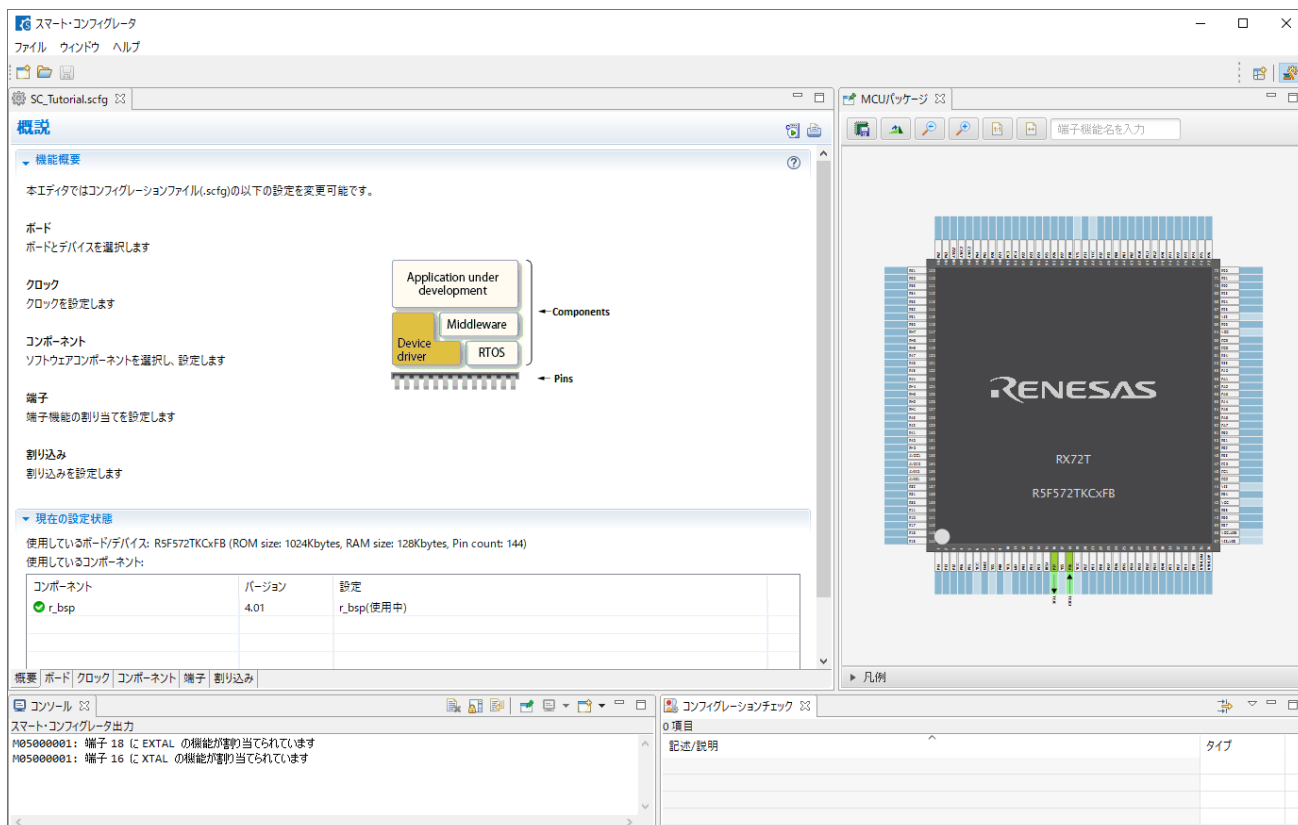 スマート・コンフィグレータ
ファイル ウィンドウ ヘルプ
SC_Tutorial.scfg
概説
機能概要
本エディタではコンフィグレーションファイル(.scfg)の以下の設定を変更可能です。
ボード
ボードとデバイスを選択します
クロック
クロックを設定します
コンポーネント
ソフトウェアコンポーネントを選択し、設定します
端子
端子機能の割り当てを設定します
割り込み
割り込みを設定します
Application under
development
Middleware
Device
driver
RTOS
Components
Pins
現在の設定状態
使用しているボード/デバイス: R5F572TKCxFB (ROM size: 1024Kbytes, RAM size: 128Kbytes, Pin count: 144)
使用しているコンポーネント:
コンポーネント バージョン 設定
r_bsp 4.01 r_bsp(使用中)
概要 ボード クロック コンポーネント 端子 割り込み
MCUパッケージ
端子機能名を入力
RENESAS
RX72T
R5F572TKCxFB
凡例
コンソール
スマート・コンフィグレータ出力
M05000001: 端子 18 に EXTAL の機能が割り当てられています
M05000001: 端子 16 に XTAL の機能が割り当てられています
コンフィグレーションチェック
0 項目
記述/説明 タイプ